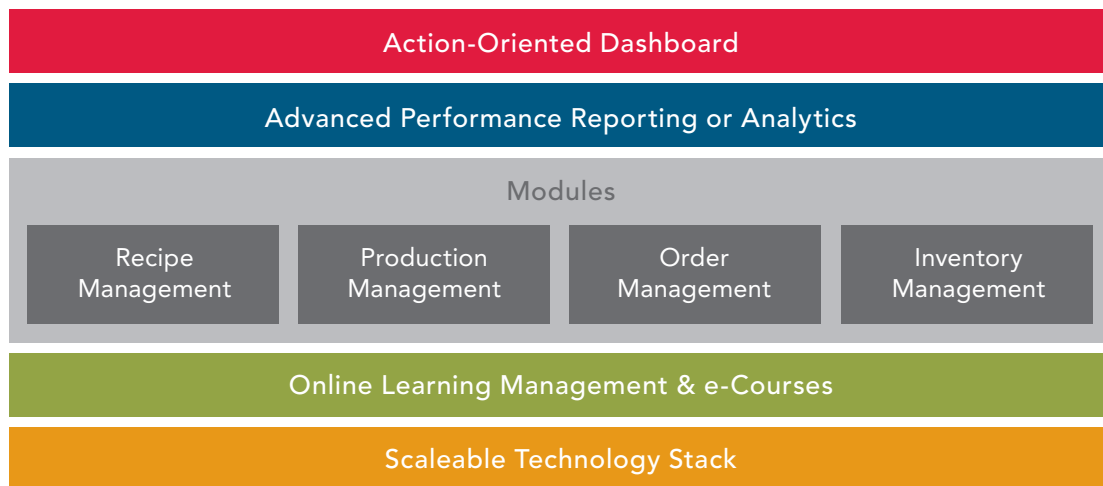 Action-Oriented Dashboard
Advanced Performance Reporting or Analytics
Modules
Recipe
Management
Production
Management
Order
Management
Inventory
Management
Online Learning Management & e-Courses
Scaleable Technology Stack